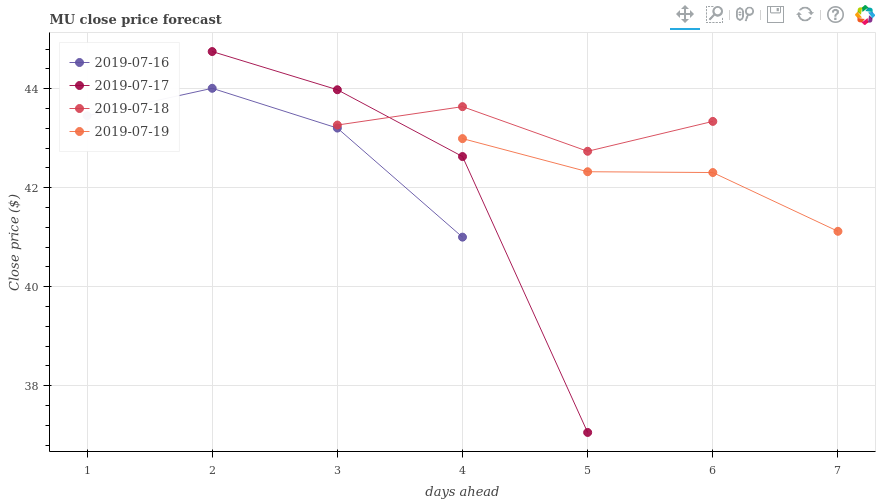 MU close price forecast
2019-07-16
2019-07-17
2019-07-18
2019-07-19
44
42
40
38
Close price ($)
1 2 3 4 5 6 7
days ahead